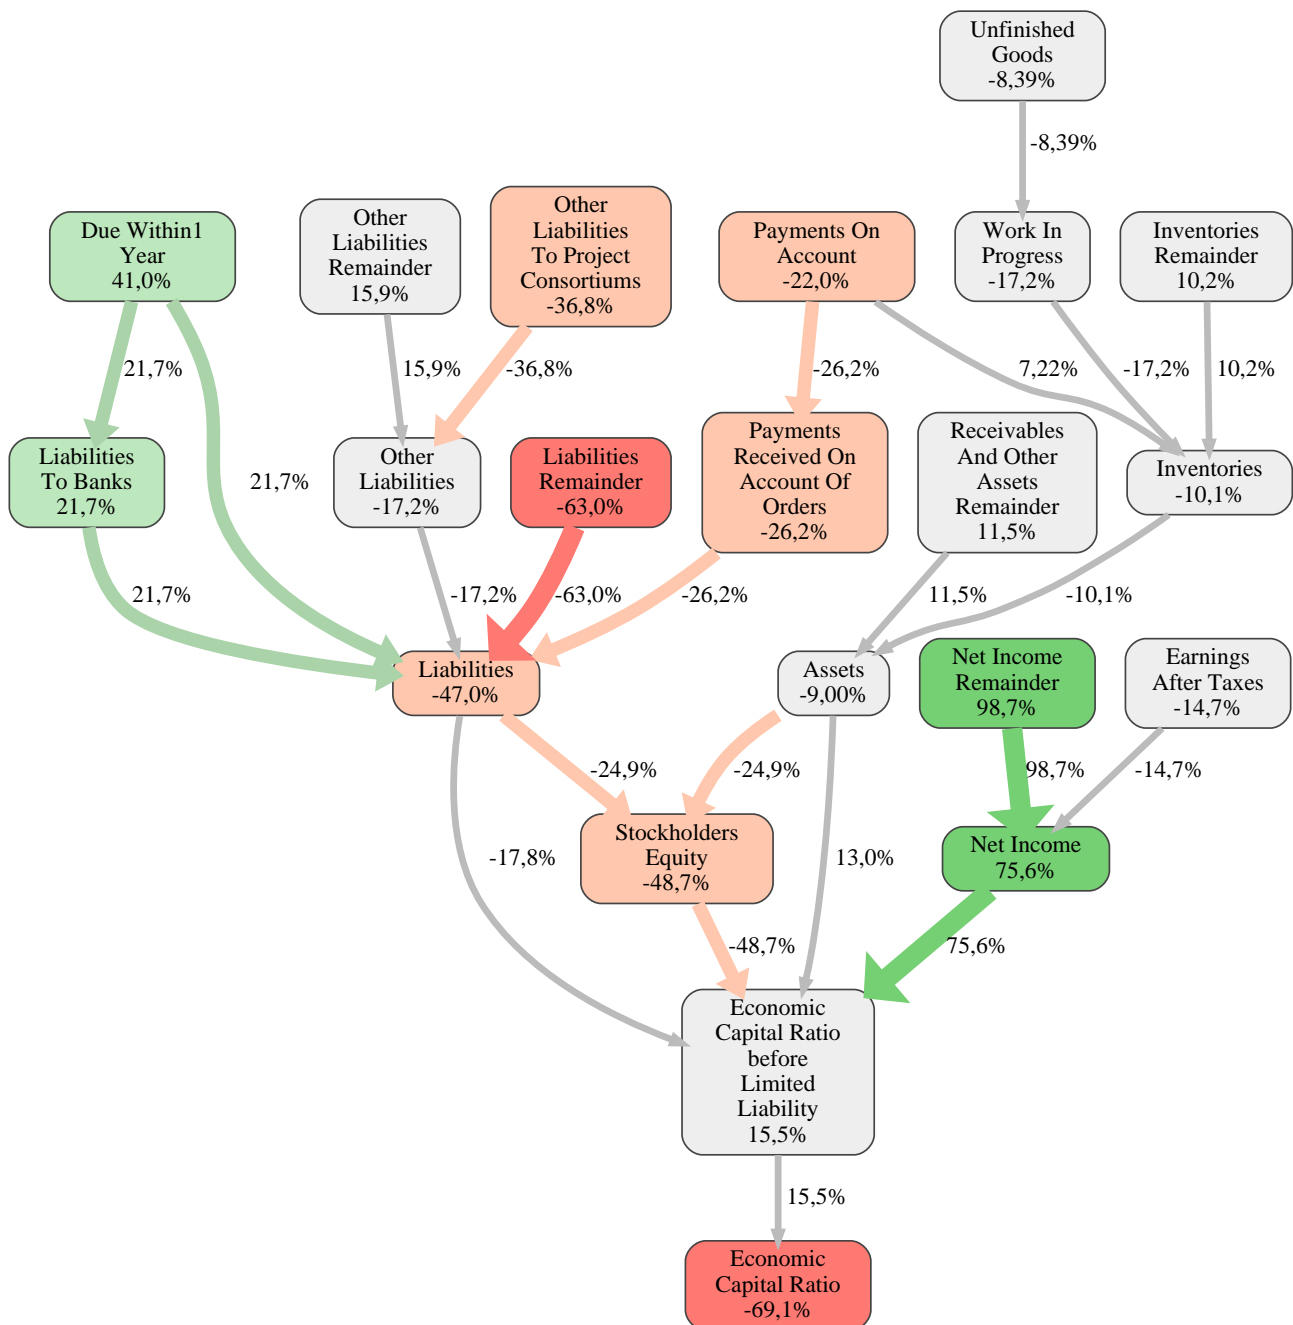 Unfinished
Goods
-8,39%
-8,39%
Due Within1
Year
41,0%
Other
Liabilities
Remainder
15,9%
Other
Liabilities
To Project
Consortiums
-36,8%
Payments On
Account
-22,0%
Work In
Progress
-17,2%
Inventories
Remainder
10,2%
21,7%
15,9%
-36,8%
-26,2%
7,22%
-17,2%
10,2%
Liabilities
To Banks
21,7%
21,7%
Other
Liabilities
-17,2%
Liabilities
Remainder
-63,0%
Payments
Received On
Account Of
Orders
-26,2%
Receivables
And Other
Assets
Remainder
11,5%
Inventories
-10,1%
21,7%
-17,2%
-63,0%
-26,2%
11,5%
-10,1%
Liabilities
-47,0%
Assets
-9,00%
Net Income
Remainder
98,7%
Earnings
After Taxes
-14,7%
-24,9%
-24,9%
98,7%
-14,7%
-17,8%
Stockholders
Equity
-48,7%
13,0%
Net Income
75,6%
-48,7%
75,6%
Economic
Capital Ratio
before
Limited
Liability
15,5%
15,5%
Economic
Capital Ratio
-69,1%